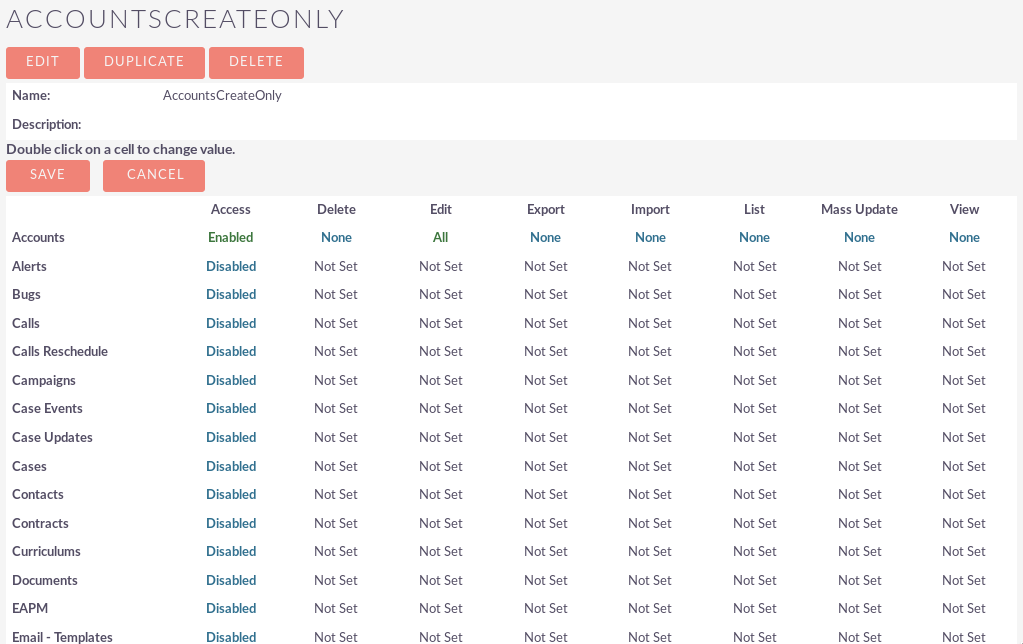 ACCOUNTSCREATEONLY
EDIT DUPLICATE DELETE
Name: AccountsCreateOnly
Description:
Double click on a cell to change value.
SAVE CANCEL
Access Delete Edit Export Import List Mass Update View
Accounts Enabled None All None None None None None
Alerts Disabled Not Set Not Set Not Set Not Set Not Set Not Set Not Set
Bugs Disabled Not Set Not Set Not Set Not Set Not Set Not Set Not Set
Calls Disabled Not Set Not Set Not Set Not Set Not Set Not Set Not Set
Calls Reschedule Disabled Not Set Not Set Not Set Not Set Not Set Not Set Not Set
Campaigns Disabled Not Set Not Set Not Set Not Set Not Set Not Set Not Set
Case Events Disabled Not Set Not Set Not Set Not Set Not Set Not Set Not Set
Case Updates Disabled Not Set Not Set Not Set Not Set Not Set Not Set Not Set
Cases Disabled Not Set Not Set Not Set Not Set Not Set Not Set Not Set
Contacts Disabled Not Set Not Set Not Set Not Set Not Set Not Set Not Set
Contracts Disabled Not Set Not Set Not Set Not Set Not Set Not Set Not Set
Curriculums Disabled Not Set Not Set Not Set Not Set Not Set Not Set Not Set
Documents Disabled Not Set Not Set Not Set Not Set Not Set Not Set Not Set
EAPM Disabled Not Set Not Set Not Set Not Set Not Set Not Set Not Set
Email - Templates Disabled Not Set Not Set Not Set Not Set Not Set Not Set Not Set